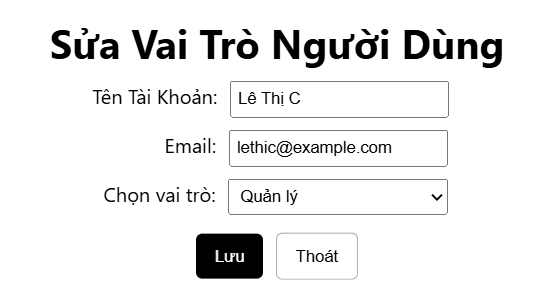 Sửa Vai Trò Người Dùng
Tên Tài Khoản: Lê Thị C
Email: lethic@example.com
Chọn vai trò: Quản lý
Lưu Thoát